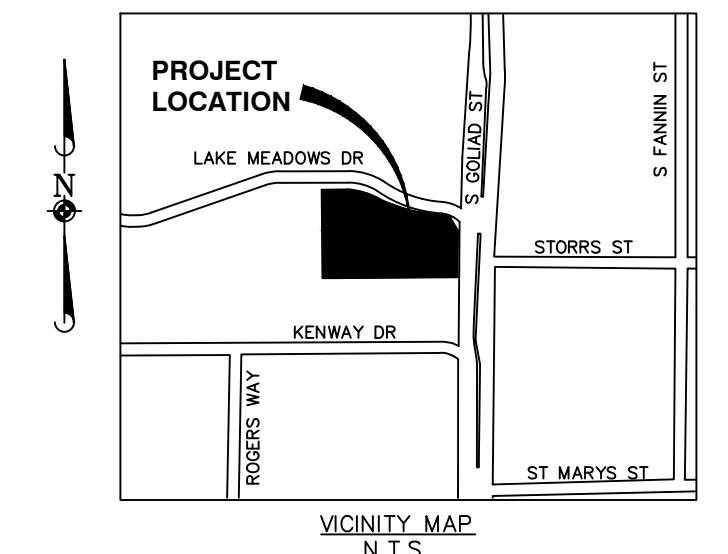 PROJECT
LOCATION
LAKE MEADOWS DR
S GOLIAD ST
S FANNIN ST
N
STORRS ST
KENWAY DR
ROGERS WAY
ST MARYS ST
VICINITY MAP
N.T.S.